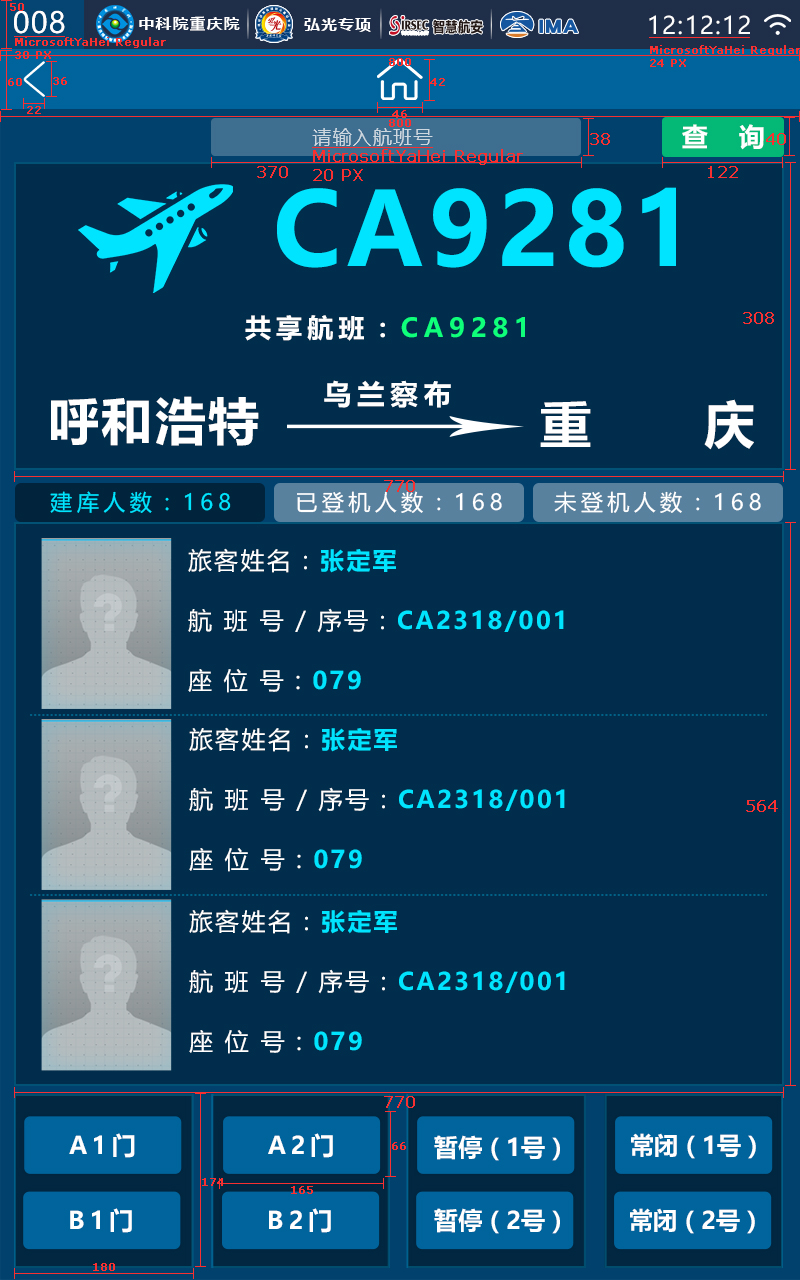 50
008 中科院重庆院 弘光专项 SiRSEC 智慧航安 IMA 12:12:12
MicrosoftYaHei Regular
30 PX
MicrosoftYaHei Regular
24 PX
60 36 800 42
22 46
800
请输入航班号 38 查 询 40
MicrosoftYaHei Regular
20 PX
370 122
CA9281
共享航班：CA9281 308
呼和浩特 乌兰察布 重 庆
770
建库人数：168 已登机人数：168 未登机人数：168
旅客姓名：张定军
航 班 号 / 序号：CA2318/001
座 位 号：079
旅客姓名：张定军
航 班 号 / 序号：CA2318/001
564
座 位 号：079
旅客姓名：张定军
航 班 号 / 序号：CA2318/001
座 位 号：079
770
A1门 A2门 66 暂停（1号） 常闭（1号）
174 165
B1门 B2门 暂停（2号） 常闭（2号）
180